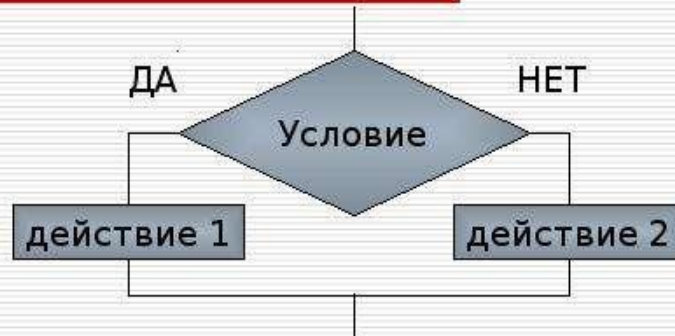 ДА
НЕТ
Условие
действие 1
действие 2